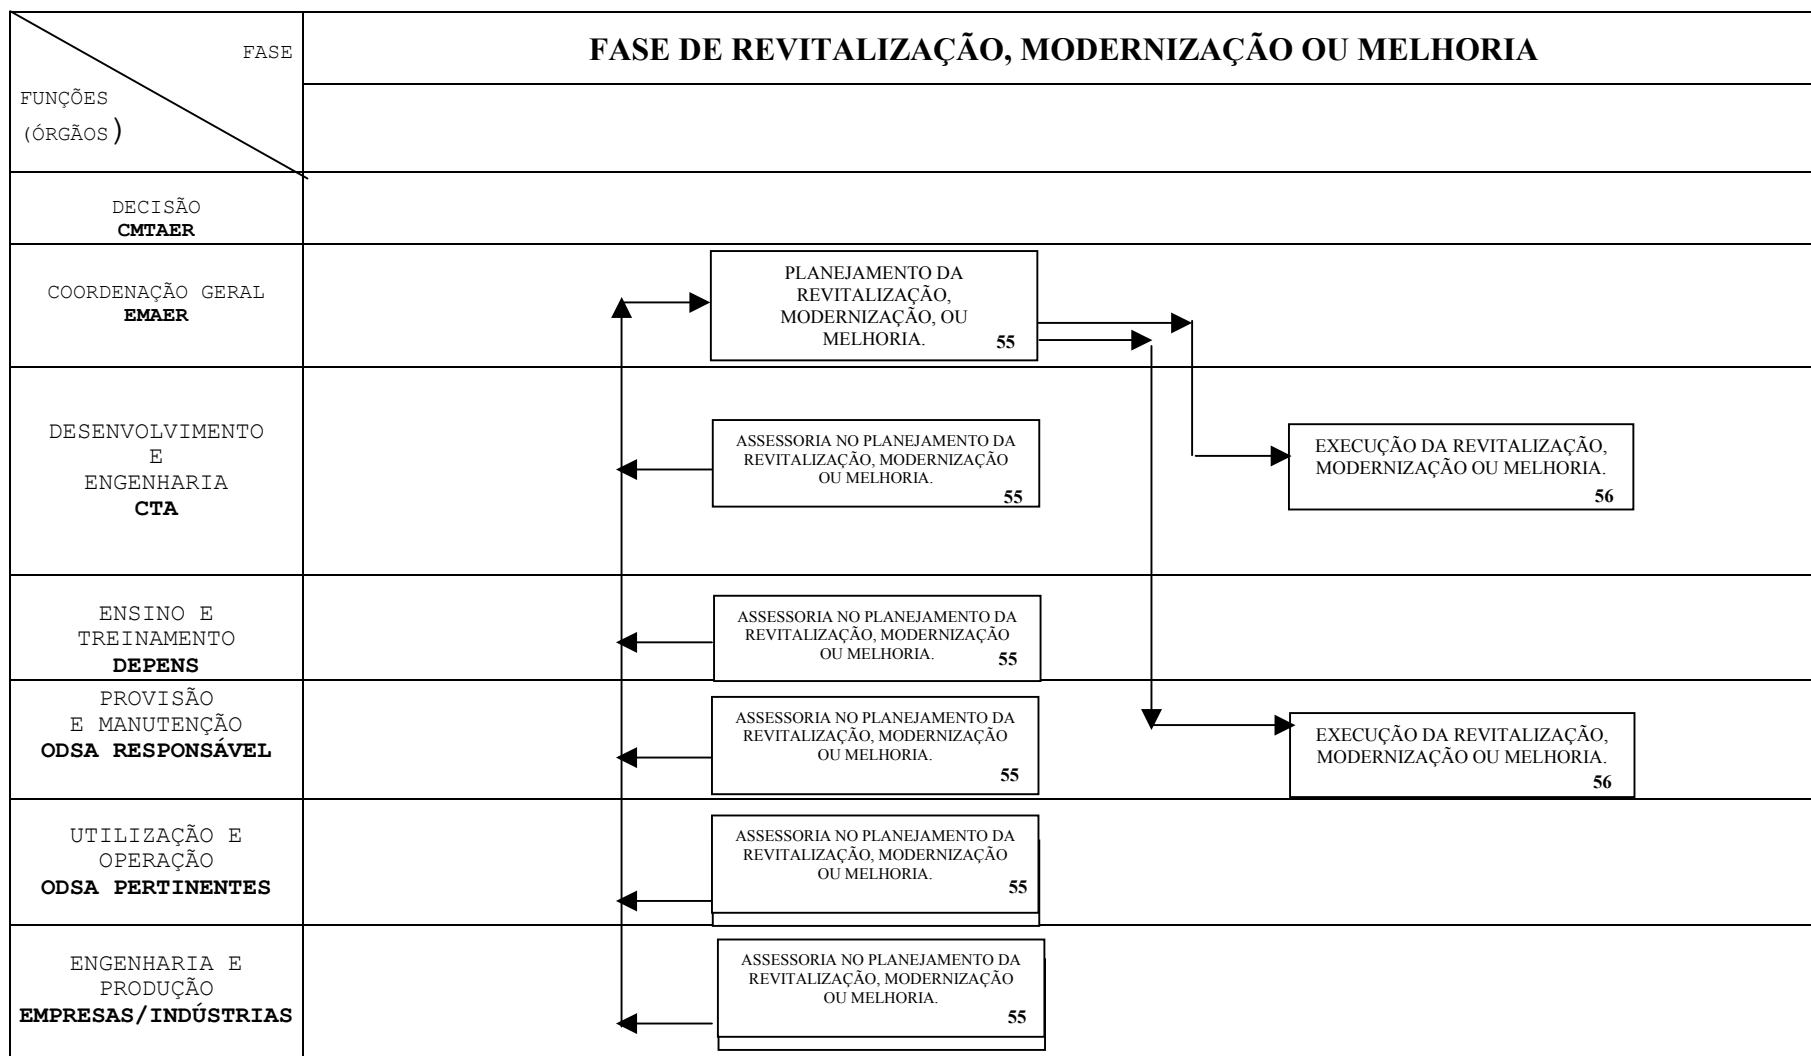 FASE
FUNÇÕES
(ÓRGÃOS)
FASE DE REVITALIZAÇÃO, MODERNIZAÇÃO OU MELHORIA
DECISÃO
CMTAER
COORDENAÇÃO GERAL
EMAER
PLANEJAMENTO DA
REVITALIZAÇÃO,
MODERNIZAÇÃO, OU
MELHORIA. 55
DESENVOLVIMENTO
E
ENGENHARIA
CTA
ASSESSORIA NO PLANEJAMENTO DA
REVITALIZAÇÃO, MODERNIZAÇÃO
OU MELHORIA.
55
EXECUÇÃO DA REVITALIZAÇÃO,
MODERNIZAÇÃO OU MELHORIA.
56
ENSINO E
TREINAMENTO
DEPENS
ASSESSORIA NO PLANEJAMENTO DA
REVITALIZAÇÃO, MODERNIZAÇÃO
OU MELHORIA. 55
PROVISÃO
E MANUTENÇÃO
ODSA RESPONSÁVEL
ASSESSORIA NO PLANEJAMENTO DA
REVITALIZAÇÃO, MODERNIZAÇÃO
OU MELHORIA.
55
EXECUÇÃO DA REVITALIZAÇÃO,
MODERNIZAÇÃO OU MELHORIA.
56
UTILIZAÇÃO E
OPERAÇÃO
ODSA PERTINENTES
ASSESSORIA NO PLANEJAMENTO DA
REVITALIZAÇÃO, MODERNIZAÇÃO
OU MELHORIA.
55
ENGENHARIA E
PRODUÇÃO
EMPRESAS/INDÚSTRIAS
ASSESSORIA NO PLANEJAMENTO DA
REVITALIZAÇÃO, MODERNIZAÇÃO
OU MELHORIA.
55